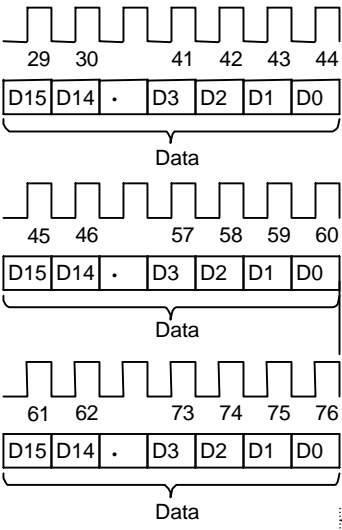 29 30 41 42 43 44
D15 D14 . D3 D2 D1 D0
Data
45 46 57 58 59 60
D15 D14 . D3 D2 D1 D0
Data
61 62 73 74 75 76
D15 D14 . D3 D2 D1 D0
Data